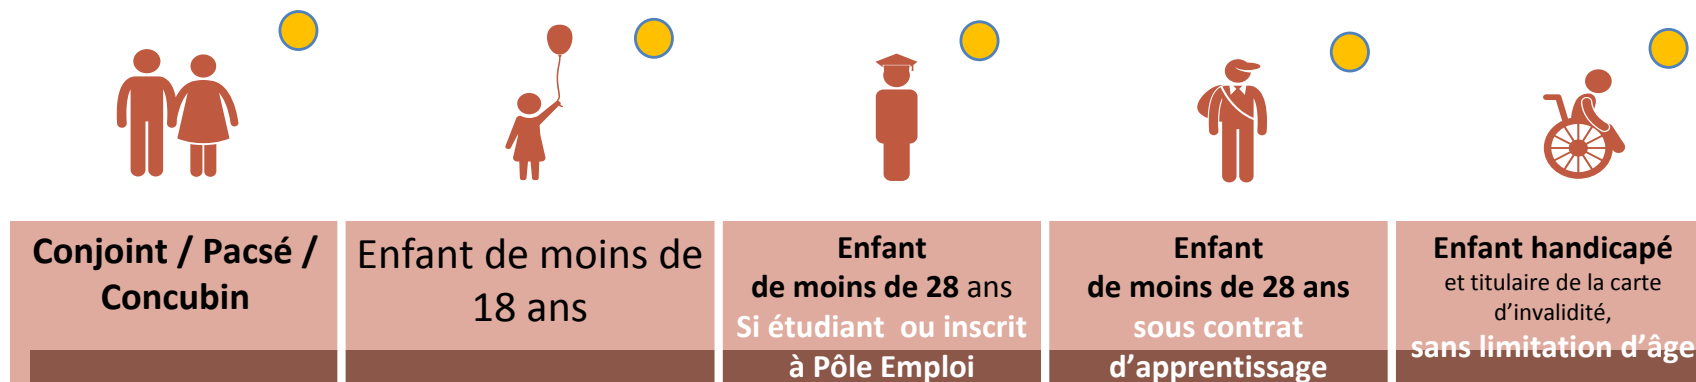 Conjoint / Pacsé /
Concubin
Enfant de moins de
18 ans
Enfant
de moins de 28 ans
Si étudiant ou inscrit
à Pôle Emploi
Enfant
de moins de 28 ans
sous contrat
d’apprentissage
Enfant handicapé
et titulaire de la carte
d’invalidité,
sans limitation d’âge